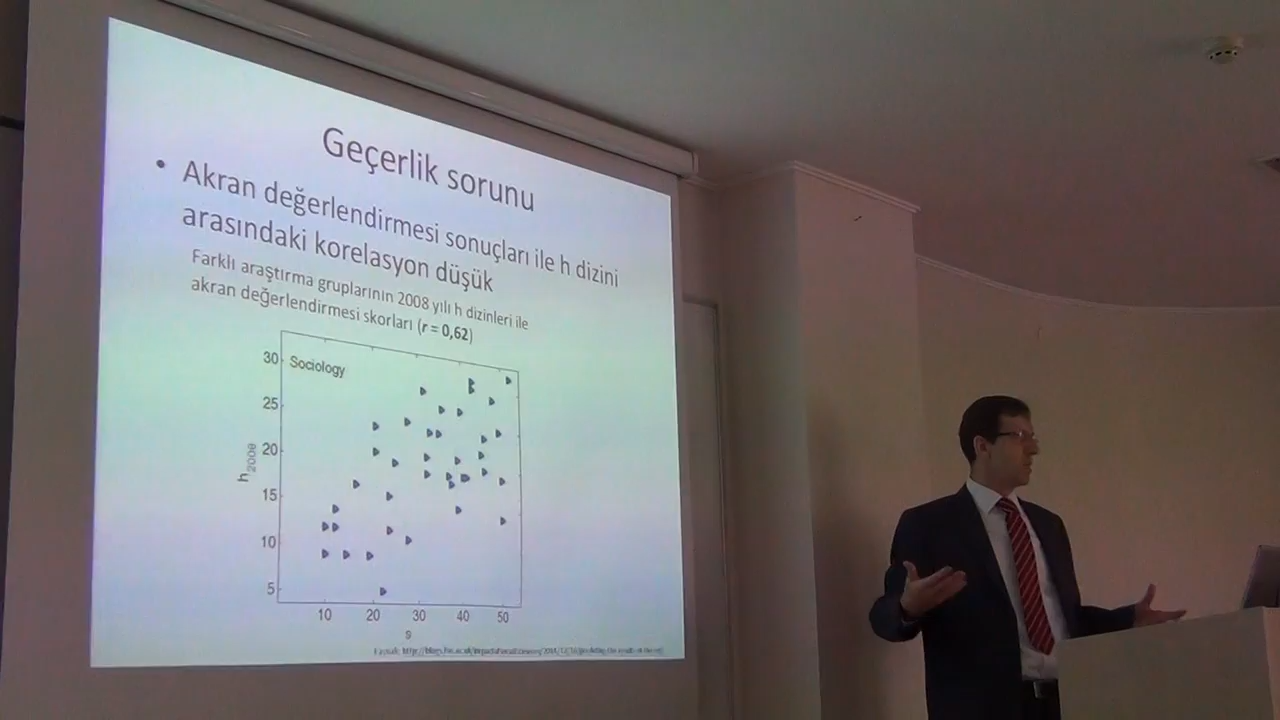 Geçerlik sorunu
• Akran değerlendirmesi sonuçları ile h dizini
arasındaki korelasyon düşük
Farklı araştırma gruplarının 2008 yılı h dizinleri ile
akran değerlendirmesi skorları (r = 0,62)
Sociology
30
25
20
15
10
5
h2008
10 20 30 40 50
s